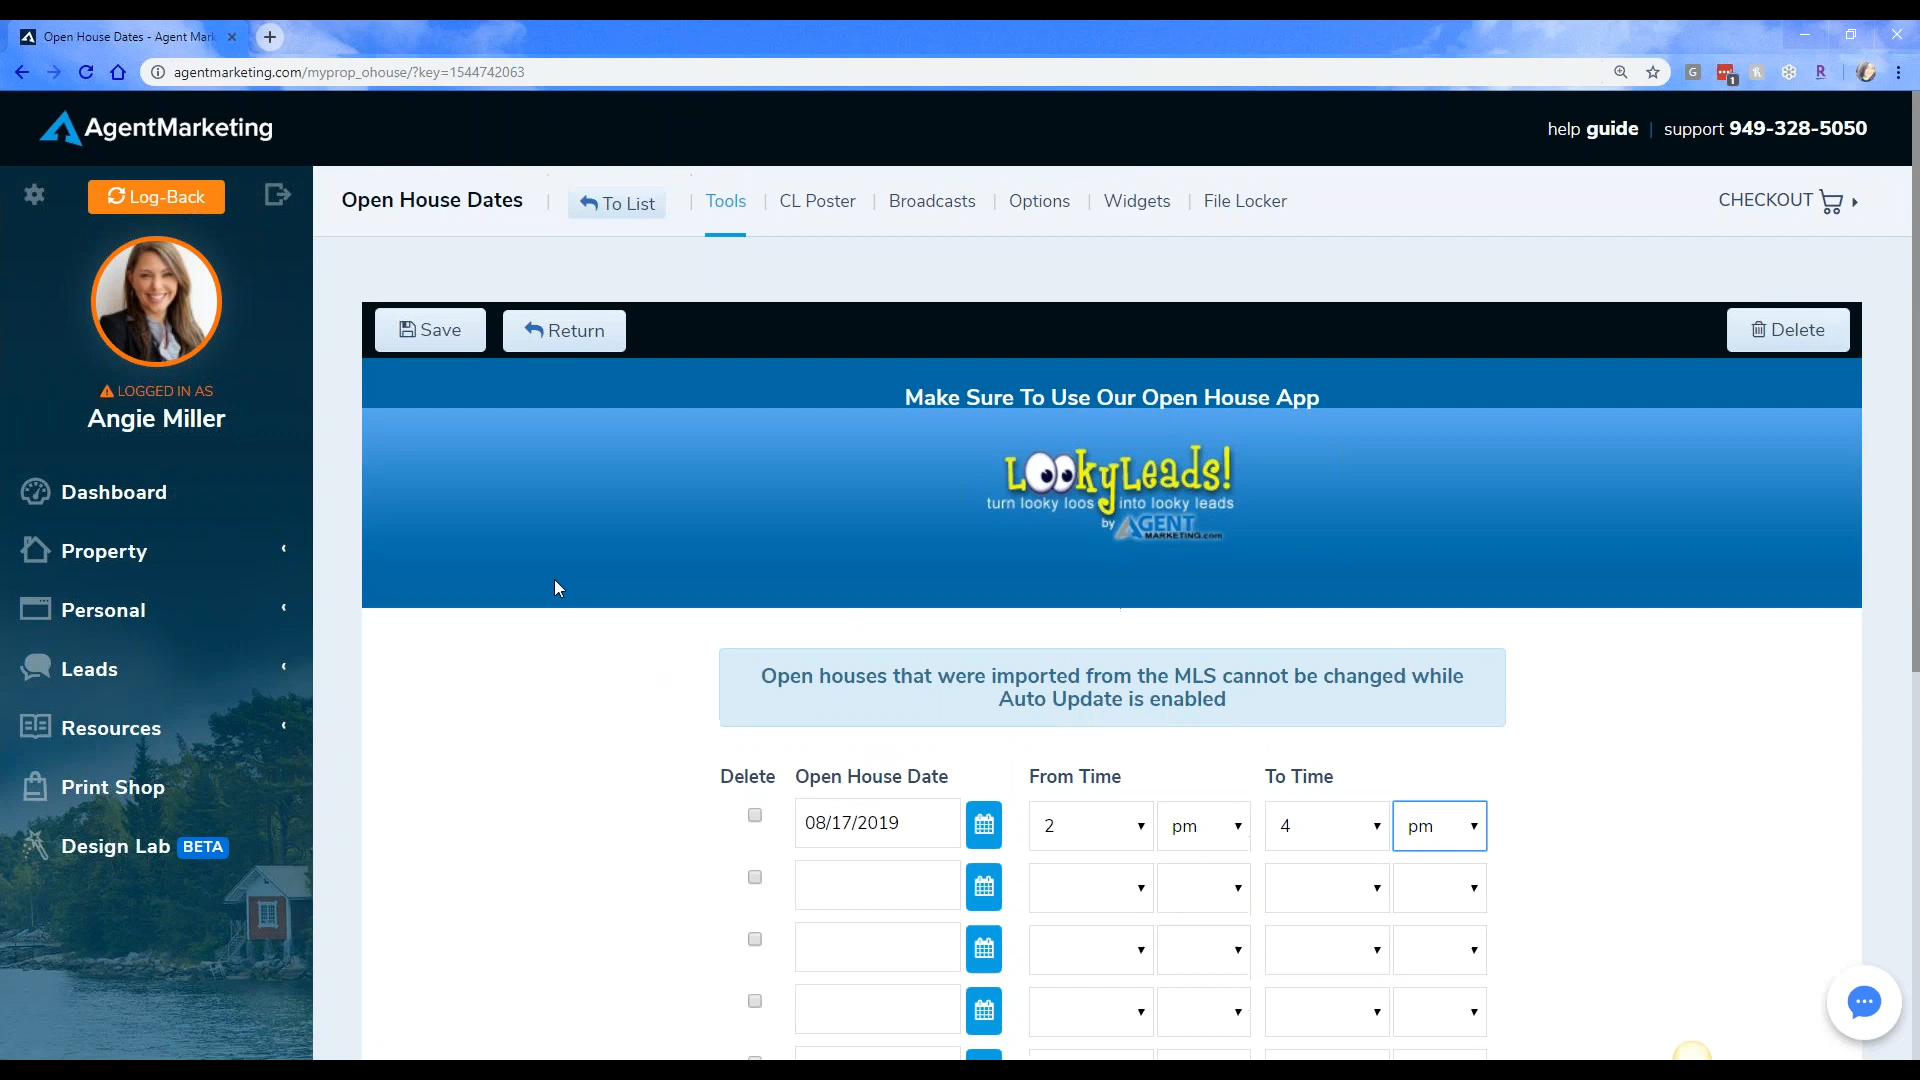 Open House Dates - Agent Mark
agentmarketing.com/myprop_ohouse/?key=1544742063
G
1
R
AgentMarketing
help guide | support 949-328-5050
Log-Back
Open House Dates
To List
Tools
CL Poster
Broadcasts
Options
Widgets
File Locker
CHECKOUT
LOGGED IN AS
Angie Miller
Dashboard
Property
Personal
Leads
Resources
Print Shop
Design Lab BETA
Save
Return
Delete
Make Sure To Use Our Open House App
LookyLeads!
turn looky loos into looky leads
by AGENT
MARKETING.com
Open houses that were imported from the MLS cannot be changed while
Auto Update is enabled
Delete Open House Date From Time To Time
08/17/2019 2 pm 4 pm